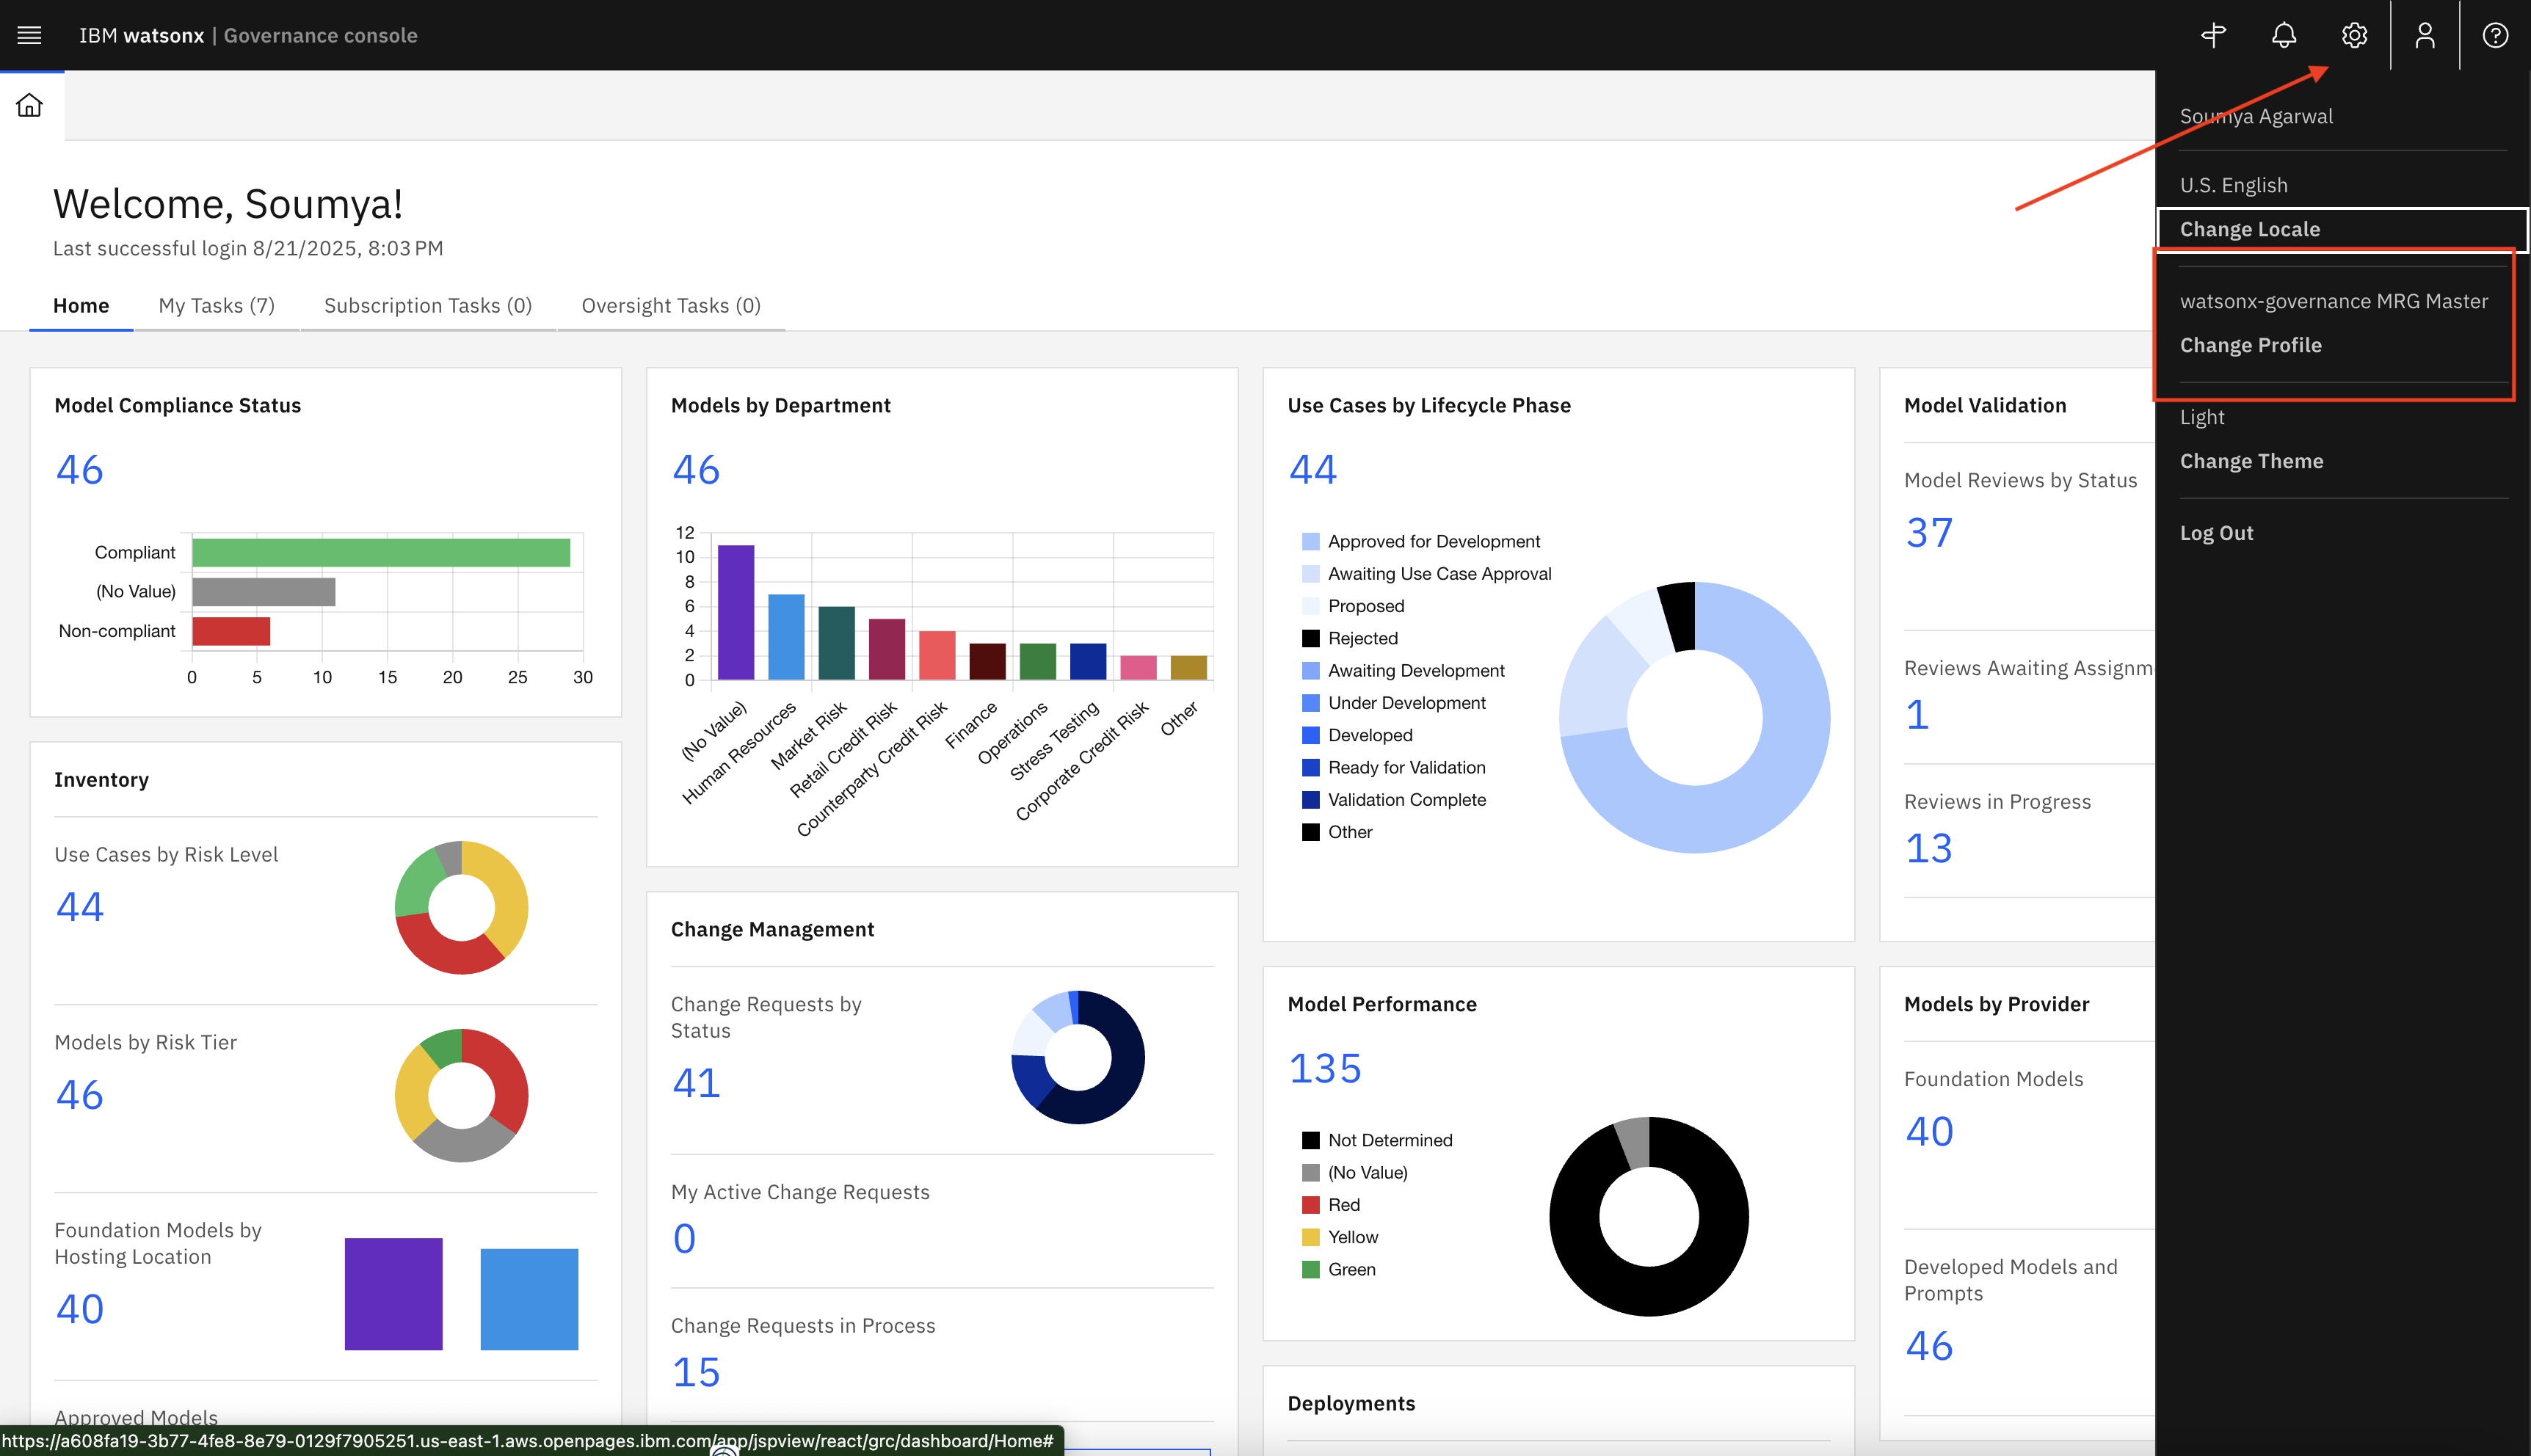 IBM watsonx | Governance console
Welcome, Soumya!
Last successful login 8/21/2025, 8:03 PM
Home
My Tasks (7)
Subscription Tasks (0)
Oversight Tasks (0)
Model Compliance Status
46
Compliant
(No Value)
Non-compliant
0 5 10 15 20 25 30
Inventory
Use Cases by Risk Level
44
Models by Risk Tier
46
Foundation Models by
Hosting Location
40
Approved Models
Models by Department
46
12
10
8
6
4
2
0
(No Value)
Human Resources
Market Risk
Retail Credit Risk
Counterparty Credit Risk
Finance
Operations
Stress Testing
Corporate Credit Risk
Other
Change Management
Change Requests by
Status
41
My Active Change Requests
0
Change Requests in Process
15
Use Cases by Lifecycle Phase
44
Approved for Development
Awaiting Use Case Approval
Proposed
Rejected
Awaiting Development
Under Development
Developed
Ready for Validation
Validation Complete
Other
Model Performance
135
Not Determined
(No Value)
Red
Yellow
Green
Deployments
Model Validation
Model Reviews by Status
37
Reviews Awaiting Assignm
1
Reviews in Progress
13
Models by Provider
Foundation Models
40
Developed Models and
Prompts
46
Soumya Agarwal
U.S. English
Change Locale
watsonx-governance MRG Master
Change Profile
Light
Change Theme
Log Out
https://a608fa19-3b77-4fe8-8e79-0129f7905251.us-east-1.aws.openpages.ibm.com/app/jspview/react/grc/dashboard/Home#